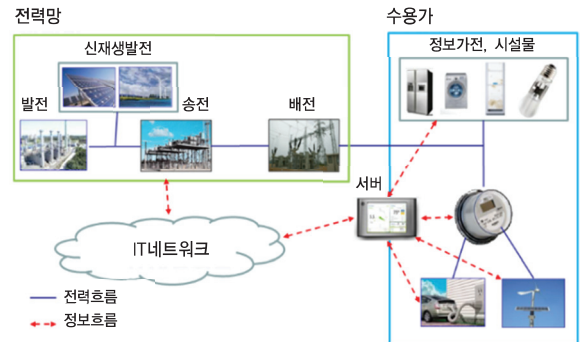 전력망
수용가
신재생발전
정보가전, 시설물
발전
송전
배전
서버
IT네트워크
전력흐름
정보흐름